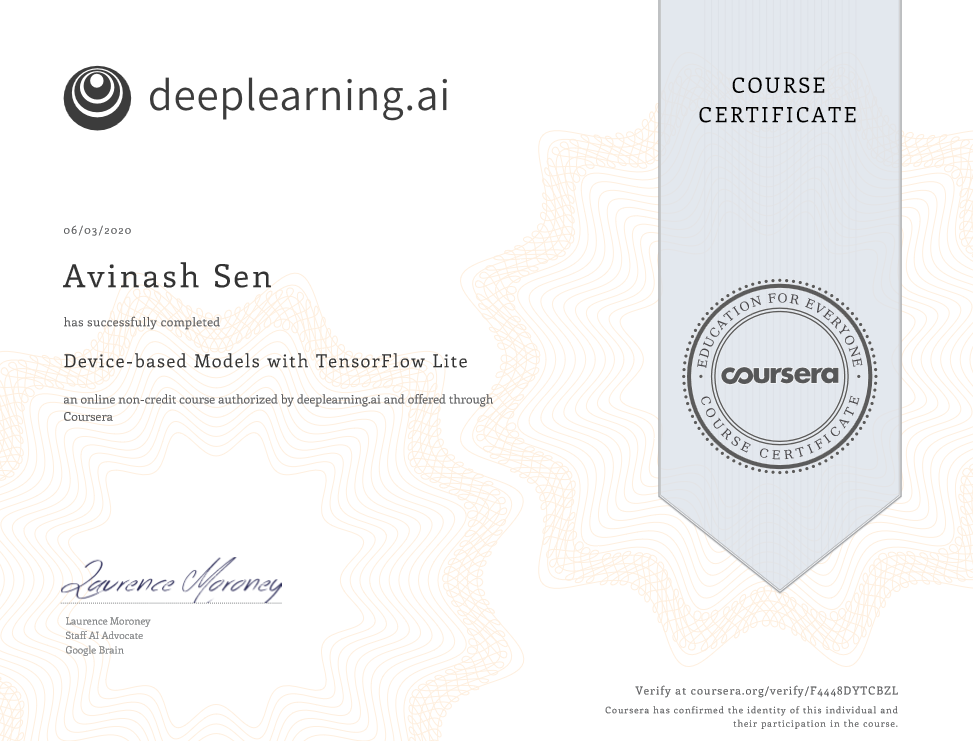 deeplearning.ai
COURSE
CERTIFICATE
06/03/2020
Avinash Sen
has successfully completed
Device-based Models with TensorFlow Lite
an online non-credit course authorized by deeplearning.ai and offered through
Coursera
EDUCATION FOR EVERYONE
coursera
COURSE CERTIFICATE
Laurence Moroney
Laurence Moroney
Staff AI Advocate
Google Brain
Verify at coursera.org/verify/F4448DYTCBZL
Coursera has confirmed the identity of this individual and
their participation in the course.